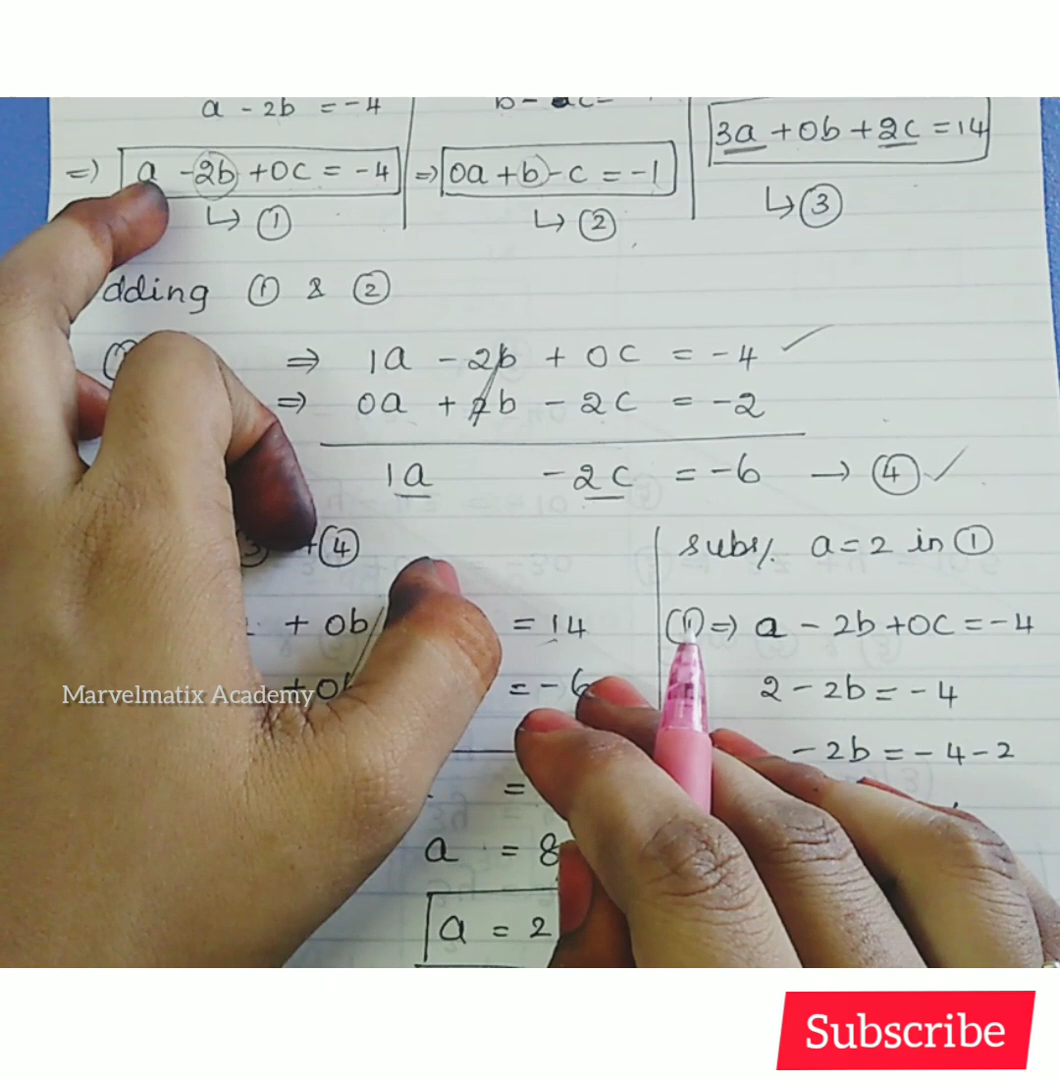 a - 2b = -4
3a + 0b + 2c = 14
=) a - 2b + 0c = -4 =) 0a + b - c = -1
↳ ① ↳ ② ↳ ③
dding ① & ②
⇒ 1a - 2b + 0c = -4 ✓
⇒ 0a + 2b - 2c = -2
1a - 2c = -6 → ④ ✓
③ + ④
+ 0b = 14
= -6
a = 8
a = 2
subs/. a = 2 in ①
(1) =) a - 2b + 0c = -4
2 - 2b = -4
-2b = -4 - 2
Marvelmatix Academy
Subscribe